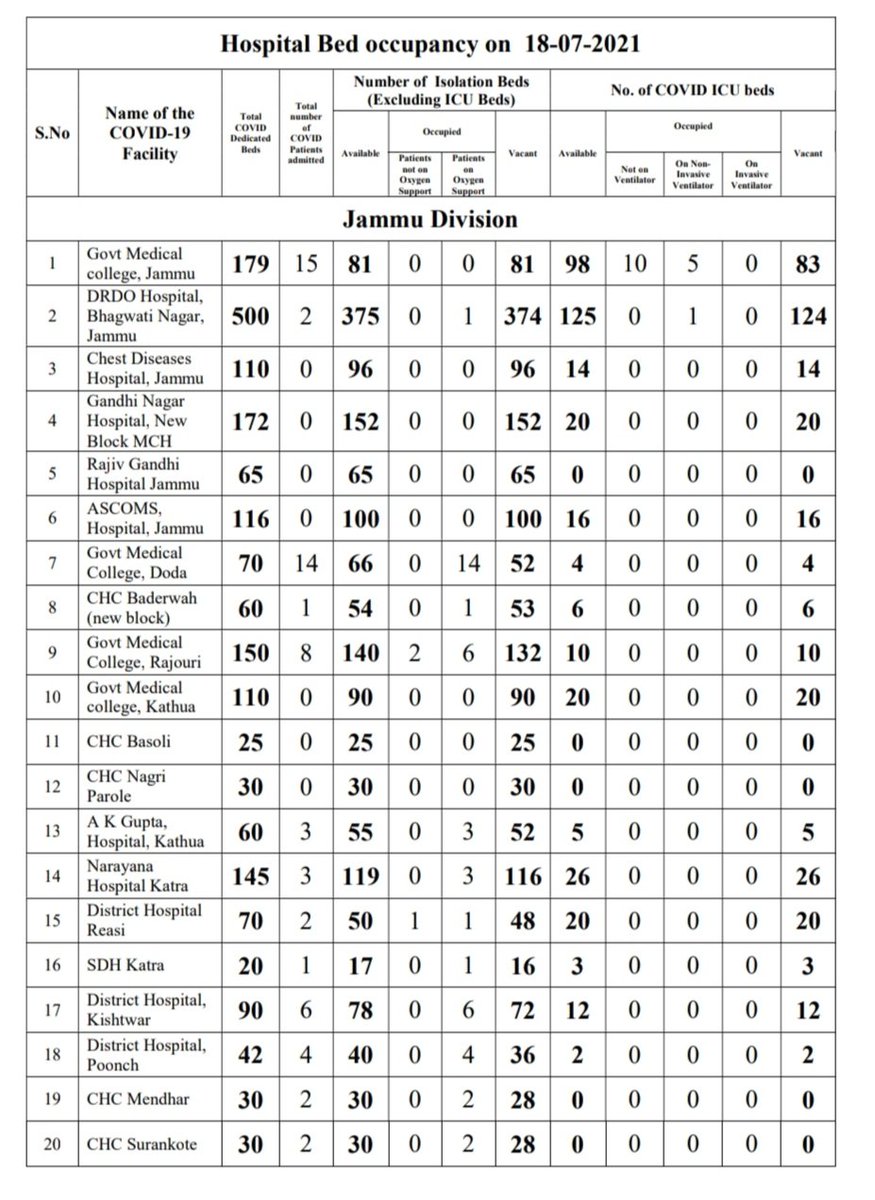 Hospital Bed occupancy on 18-07-2021
S.No
Name of the
COVID-19
Facility
Total
COVID
Dedicated
Beds
Total
number
of
COVID
Patients
admitted
Number of Isolation Beds
(Excluding ICU Beds)
No. of COVID ICU beds
Available
Occupied
Patients
not on
Oxygen
Support
Patients
on
Oxygen
Support
Vacant
Available
Occupied
Not on
Ventilator
On Non-
Invasive
Ventilator
On
Invasive
Ventilator
Vacant
Jammu Division
1 Govt Medical
college, Jammu 179 15 81 0 0 81 98 10 5 0 83
2 DRDO Hospital,
Bhagwati Nagar,
Jammu 500 2 375 0 1 374 125 0 1 0 124
3 Chest Diseases
Hospital, Jammu 110 0 96 0 0 96 14 0 0 0 14
4 Gandhi Nagar
Hospital, New
Block MCH 172 0 152 0 0 152 20 0 0 0 20
5 Rajiv Gandhi
Hospital Jammu 65 0 65 0 0 65 0 0 0 0 0
6 ASCOMS,
Hospital, Jammu 116 0 100 0 0 100 16 0 0 0 16
7 Govt Medical
College, Doda 70 14 66 0 14 52 4 0 0 0 4
8 CHC Baderwah
(new block) 60 1 54 0 1 53 6 0 0 0 6
9 Govt Medical
College, Rajouri 150 8 140 2 6 132 10 0 0 0 10
10 Govt Medical
college, Kathua 110 0 90 0 0 90 20 0 0 0 20
11 CHC Basoli 25 0 25 0 0 25 0 0 0 0 0
12 CHC Nagri
Parole 30 0 30 0 0 30 0 0 0 0 0
13 A K Gupta,
Hospital, Kathua 60 3 55 0 3 52 5 0 0 0 5
14 Narayana
Hospital Katra 145 3 119 0 3 116 26 0 0 0 26
15 District Hospital
Reasi 70 2 50 1 1 48 20 0 0 0 20
16 SDH Katra 20 1 17 0 1 16 3 0 0 0 3
17 District Hospital,
Kishtwar 90 6 78 0 6 72 12 0 0 0 12
18 District Hospital,
Poonch 42 4 40 0 4 36 2 0 0 0 2
19 CHC Mendhar 30 2 30 0 2 28 0 0 0 0 0
20 CHC Surankote 30 2 30 0 2 28 0 0 0 0 0